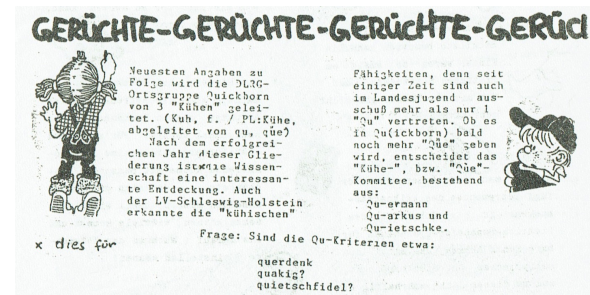 GERÜCHTE-GERÜCHTE-GERÜCHTE-GERÜC
Neuesten Angaben zu
Folge wird die DLRG-
Ortsgruppe Quickborn
von 3 "Kühen" gelei-
tet. (Kuh, f. / PL:Kühe,
abgeleitet von qu, qüe)
Nach dem erfolgrei-
chen Jahr dieser Glie-
derung ist die Wissen-
schaft eine interessan-
te Entdeckung. Auch
der LV-Schleswig-Holstein
erkannte die "kühischen"
Fähigkeiten, denn seit
einiger Zeit sind auch
im Landesjugend aus-
schuß mehr als nur 1
"Qu" vertreten. Ob es
in Qu(ickborn) bald
noch mehr "Qüe" geben
wird, entscheidet das
"Kühe-", bzw. "Qüe"-
Kommitee, bestehend
aus:
Qu-ermann
Qu-arkus und
Qu-ietschke.
x dies für
Frage: Sind die Qu-Kriterien etwa:
querdenk
quakig?
quietschfidel?